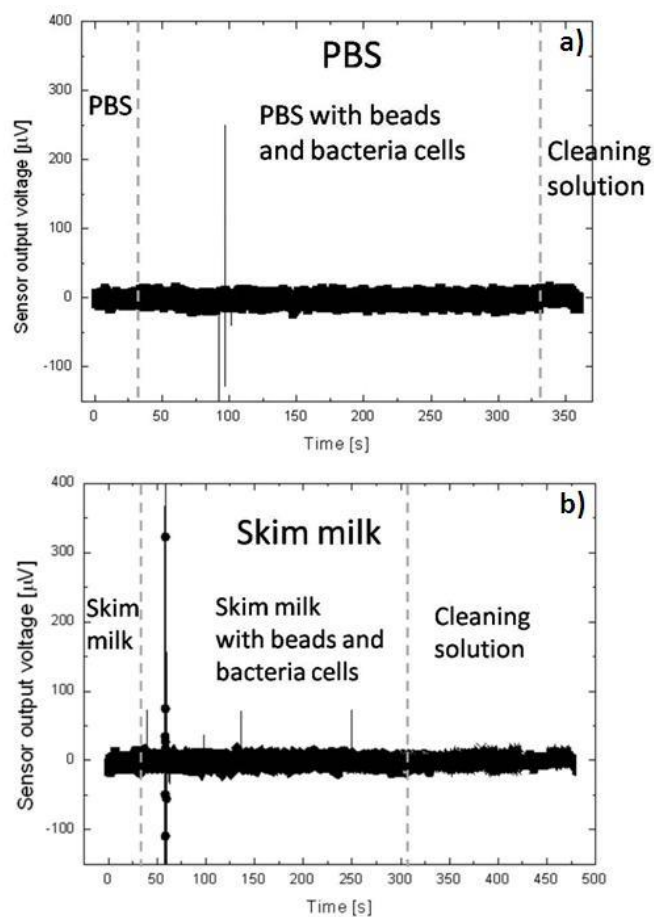 a)
PBS
PBS
PBS with beads
and bacteria cells
Cleaning
solution
Sensor output voltage [μV]
400
300
200
100
0
-100
0 50 100 150 200 250 300 350
Time [s]
b)
Skim milk
Skim
milk
Skim milk
with beads and
bacteria cells
Cleaning
solution
Sensor output voltage [μV]
400
300
200
100
0
-100
0 50 100 150 200 250 300 350 400 450 500
Time [s]